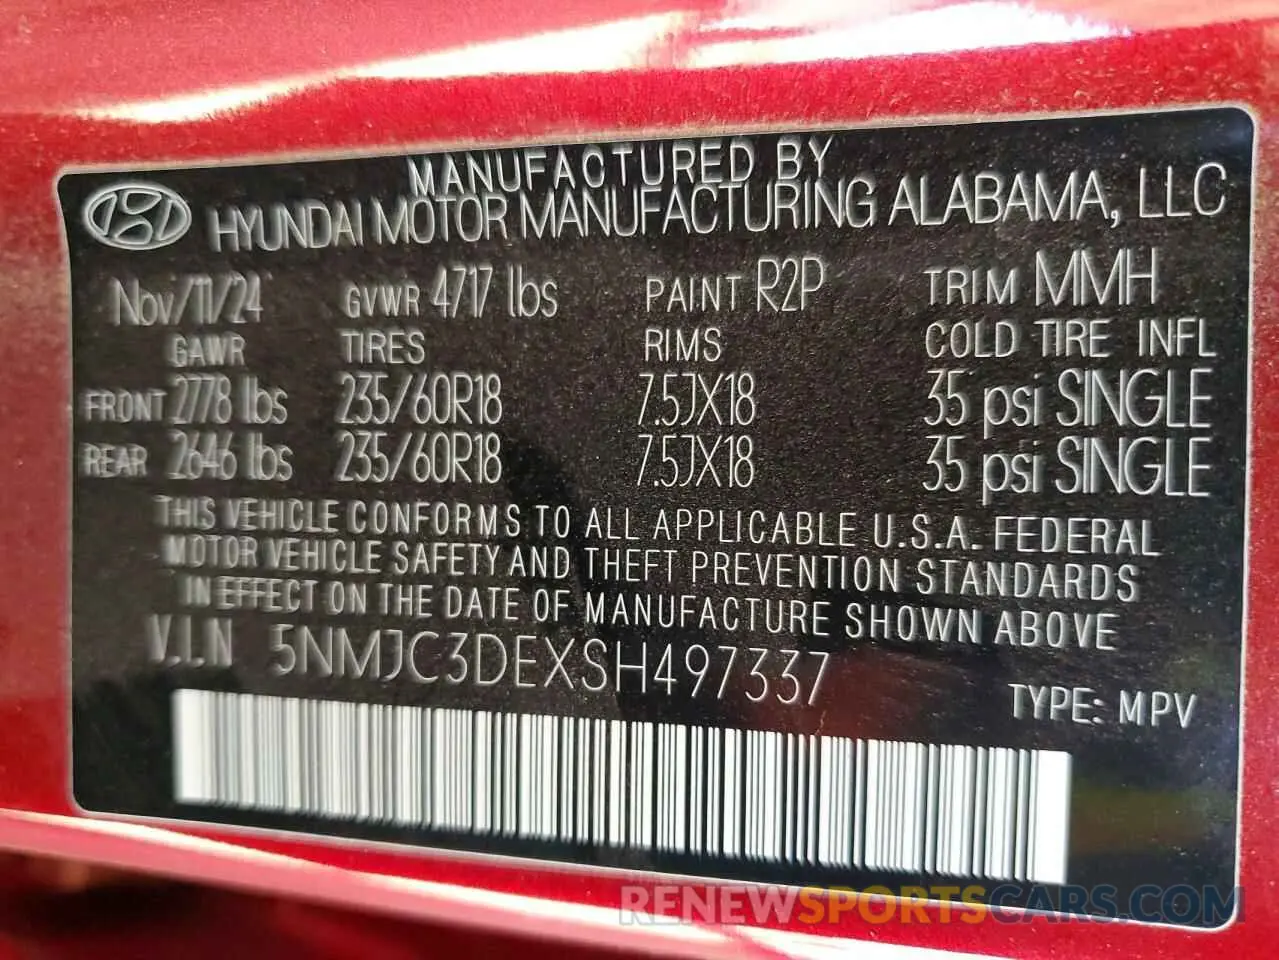 MANUFACTURED BY
HYUNDAI MOTOR MANUFACTURING ALABAMA, LLC
Nov/11/24 GVWR 4717 lbs PAINT R2P TRIM MMH
GAWR TIRES RIMS COLD TIRE INFL
FRONT 2778 lbs 235/60R18 7.5JX18 35 psi SINGLE
REAR 2646 lbs 235/60R18 7.5JX18 35 psi SINGLE
THIS VEHICLE CONFORMS TO ALL APPLICABLE U.S.A. FEDERAL
MOTOR VEHICLE SAFETY AND THEFT PREVENTION STANDARDS
IN EFFECT ON THE DATE OF MANUFACTURE SHOWN ABOVE
V.I.N 5NMJC3DEXSH497337
TYPE: MPV
RENEWSPORTSCARS.COM